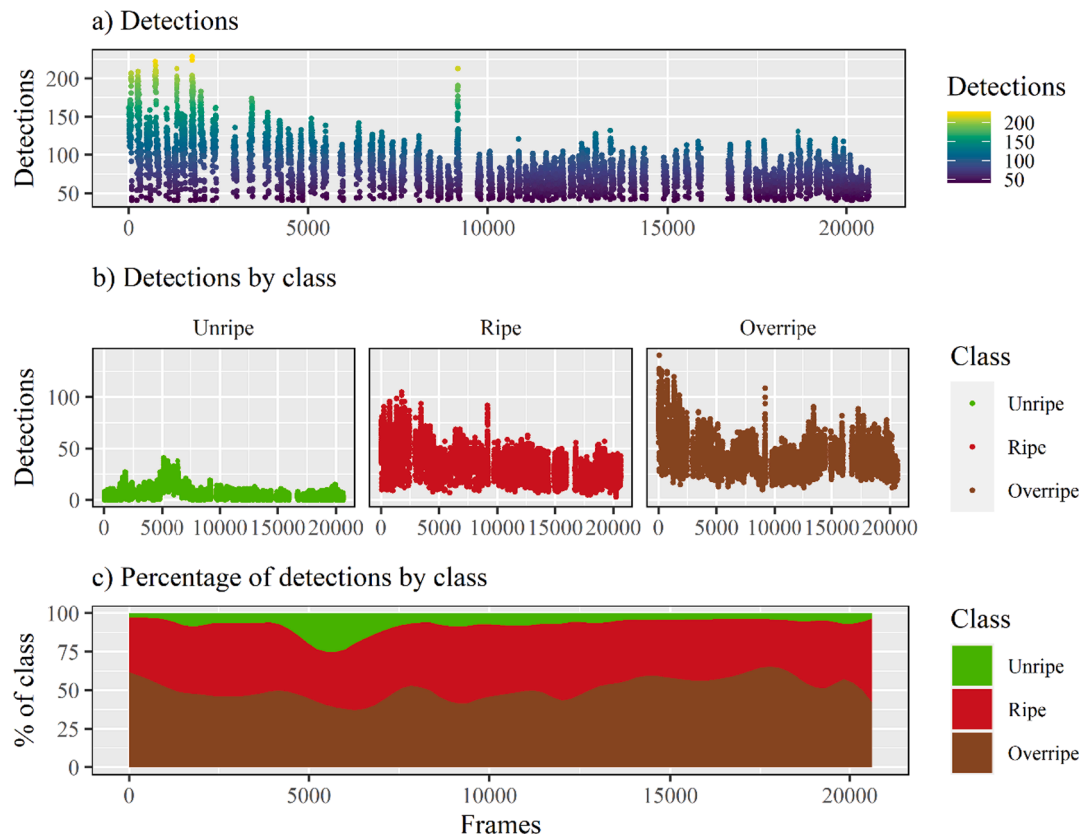 a) Detections
Detections
200
150
100
50
0 5000 10000 15000 20000
Detections
200
150
100
50
b) Detections by class
Unripe Ripe Overripe
Detections
100
50
0
0 5000 10000 15000 20000 0 5000 10000 15000 20000 0 5000 10000 15000 20000
Class
Unripe
Ripe
Overripe
c) Percentage of detections by class
% of class
100
75
50
25
0
0 5000 10000 15000 20000
Frames
Class
Unripe
Ripe
Overripe